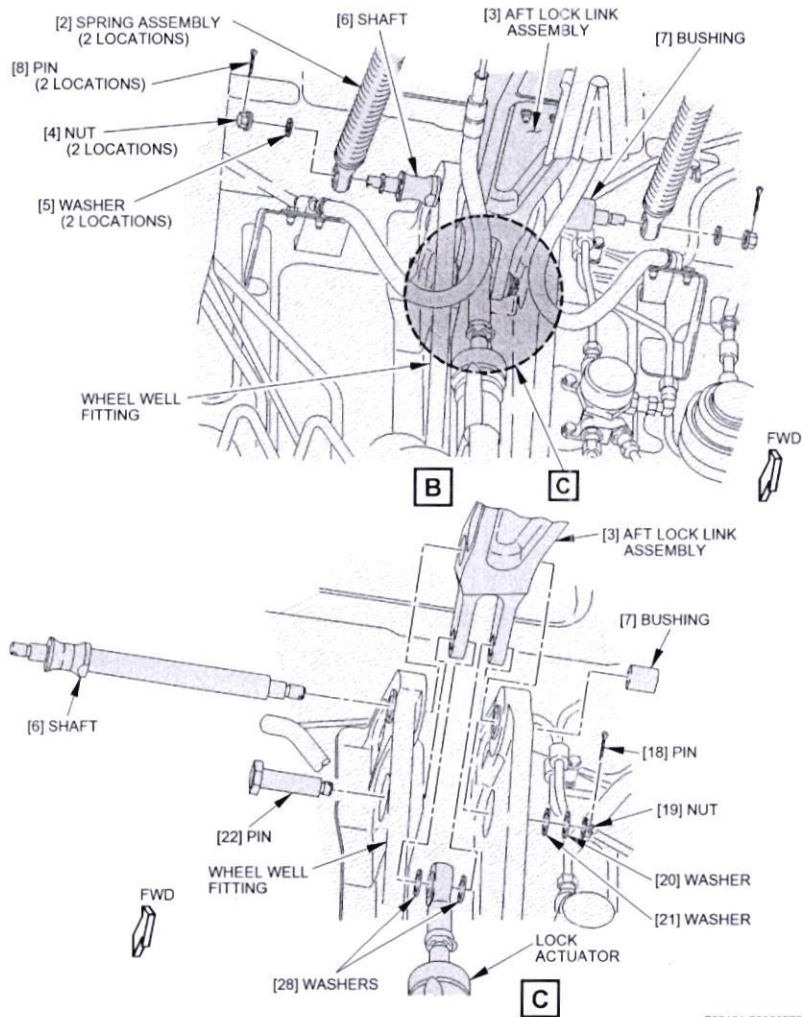 [2] SPRING ASSEMBLY
(2 LOCATIONS)
[6] SHAFT
[3] AFT LOCK LINK
ASSEMBLY
[7] BUSHING
[8] PIN
(2 LOCATIONS)
[4] NUT
(2 LOCATIONS)
[5] WASHER
(2 LOCATIONS)
WHEEL WELL
FITTING
FWD
B
C
C
[3] AFT LOCK LINK
ASSEMBLY
[7] BUSHING
[6] SHAFT
[18] PIN
[19] NUT
[22] PIN
[20] WASHER
WHEEL WELL
FITTING
[21] WASHER
FWD
LOCK
ACTUATOR
[28] WASHERS
C